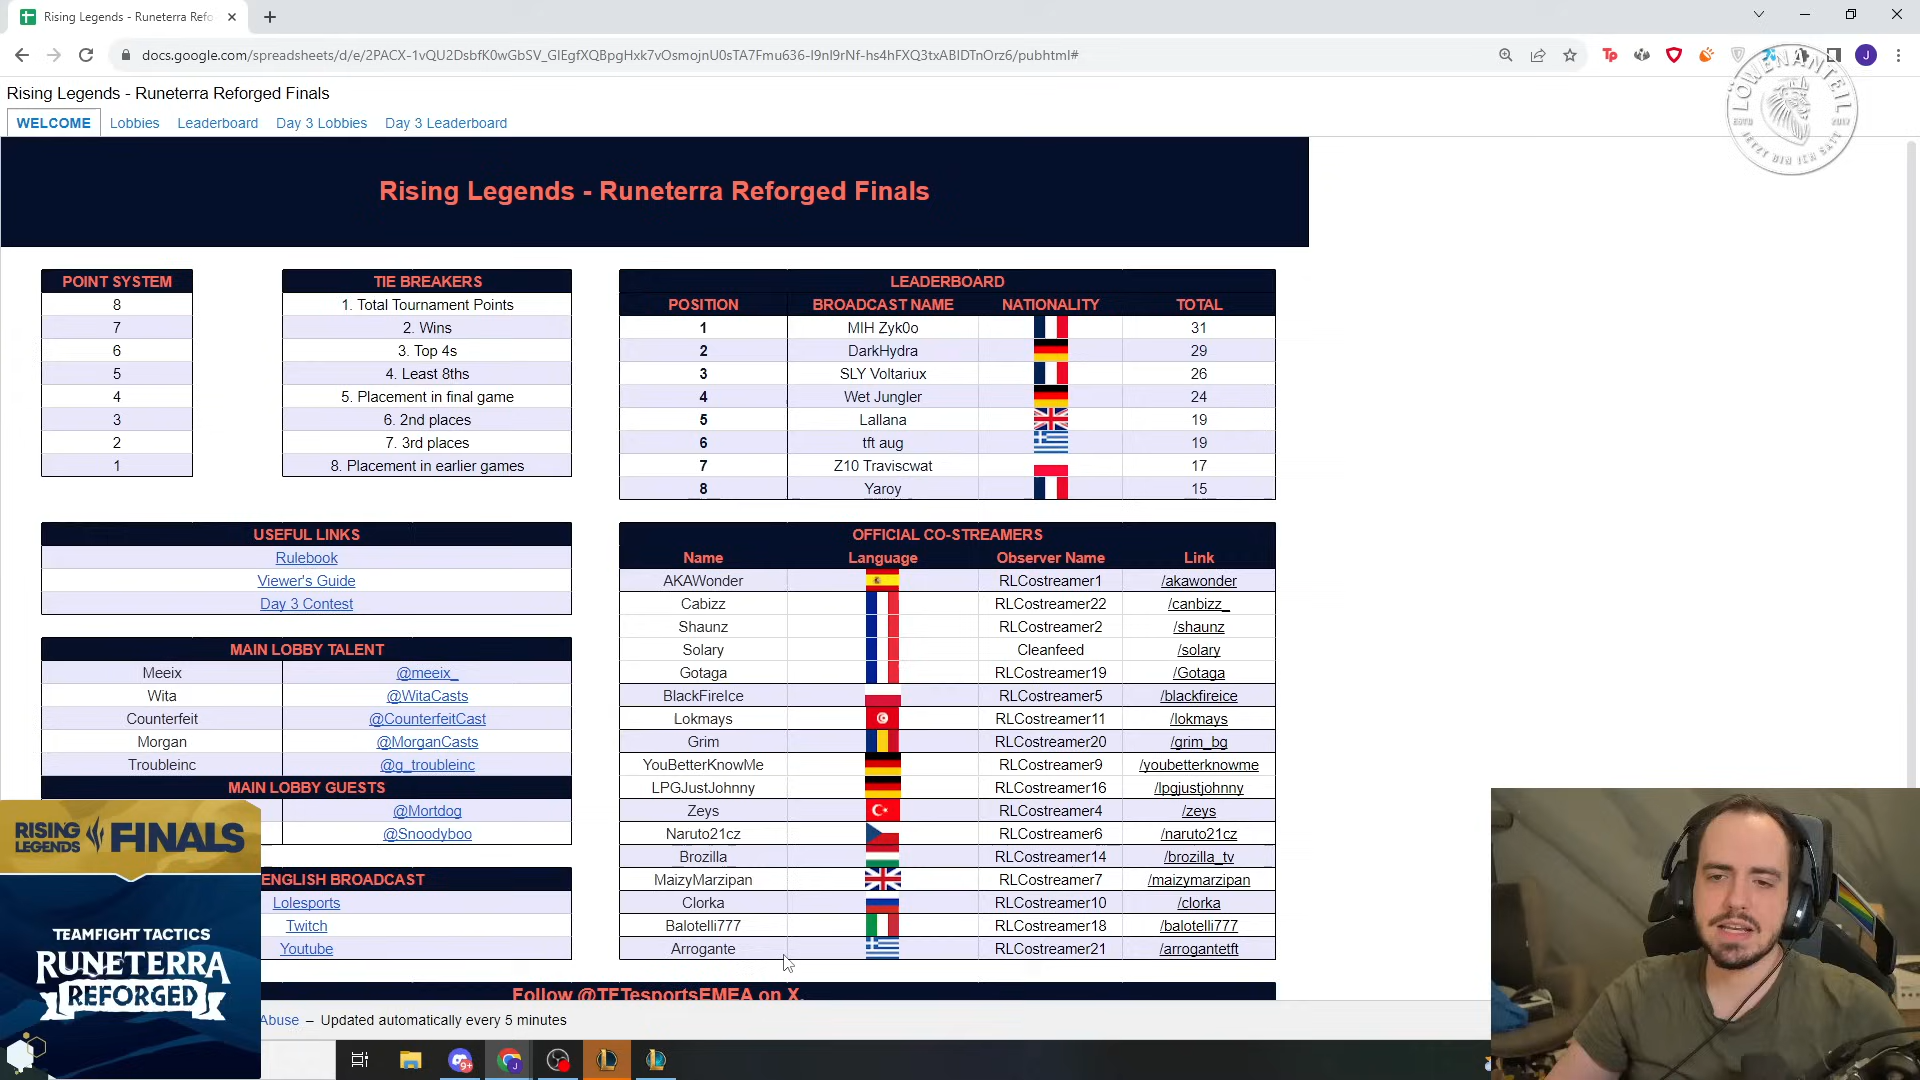 Rising Legends - Runeterra Refo
docs.google.com/spreadsheets/d/e/2PACX-1vQU2DsbfK0wGbSV_GIEgfXQBpgHxk7vOsmojnU0sTA7Fmu636-I9nI9rNf-hs4hFXQ3txABIDTnOrz6/pubhtml#
Rising Legends - Runeterra Reforged Finals
WELCOME Lobbies Leaderboard Day 3 Lobbies Day 3 Leaderboard
LÖWENANTEIL
ESTD 2017
JETZT BIN ICH SATT
Rising Legends - Runeterra Reforged Finals
POINT SYSTEM
8
7
6
5
4
3
2
1
TIE BREAKERS
1. Total Tournament Points
2. Wins
3. Top 4s
4. Least 8ths
5. Placement in final game
6. 2nd places
7. 3rd places
8. Placement in earlier games
LEADERBOARD
POSITION BROADCAST NAME NATIONALITY TOTAL
1 MIH Zyk0o 31
2 DarkHydra 29
3 SLY Voltariux 26
4 Wet Jungler 24
5 Lallana 19
6 tft aug 19
7 Z10 Traviscwat 17
8 Yaroy 15
USEFUL LINKS
Rulebook
Viewer's Guide
Day 3 Contest
MAIN LOBBY TALENT
Meeix @meeix_
Wita @WitaCasts
Counterfeit @CounterfeitCast
Morgan @MorganCasts
Troubleinc @g_troubleinc
MAIN LOBBY GUESTS
@Mortdog
@Snoodyboo
ENGLISH BROADCAST
Lolesports
Twitch
Youtube
OFFICIAL CO-STREAMERS
Name Language Observer Name Link
AKAWonder RLCostreamer1 /akawonder
Cabizz RLCostreamer22 /canbizz_
Shaunz RLCostreamer2 /shaunz
Solary Cleanfeed /solary
Gotaga RLCostreamer19 /Gotaga
BlackFireIce RLCostreamer5 /blackfireice
Lokmays RLCostreamer11 /lokmays
Grim RLCostreamer20 /grim_bg
YouBetterKnowMe RLCostreamer9 /youbetterknowme
LPGJustJohnny RLCostreamer16 /lpgjustjohnny
Zeys RLCostreamer4 /zeys
Naruto21cz RLCostreamer6 /naruto21cz
Brozilla RLCostreamer14 /brozilla_tv
MaizyMarzipan RLCostreamer7 /maizymarzipan
Clorka RLCostreamer10 /clorka
Balotelli777 RLCostreamer18 /balotelli777
Arrogante RLCostreamer21 /arrogantetft
Follow @TFTesportsEMEA on X.
Abuse – Updated automatically every 5 minutes
RISING LEGENDS FINALS
TEAMFIGHT TACTICS
RUNETERRA
REFORGED